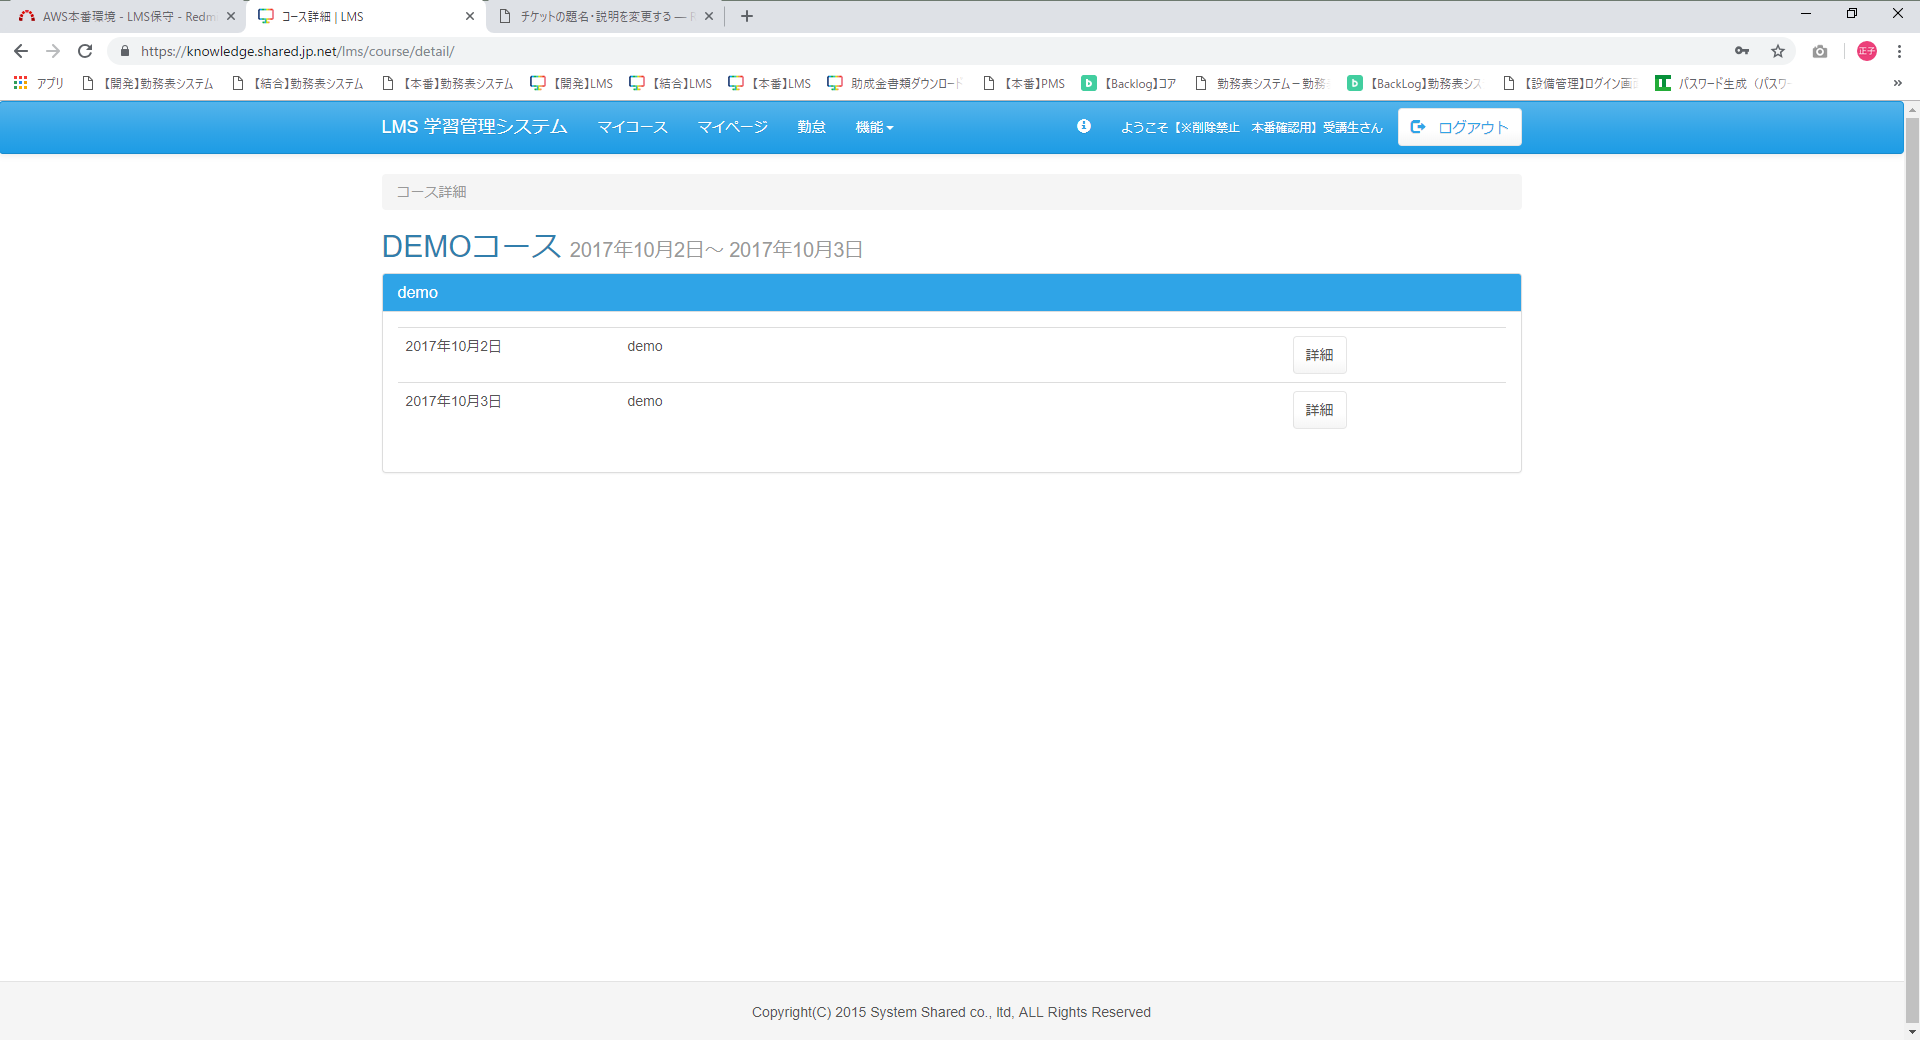 AWS本番環境 - LMS保守 - Redm
コース詳細 | LMS
チケットの題名・説明を変更する — R
https://knowledge.shared.jp.net/lms/course/detail/
正子
アプリ
【開発】勤務表システム
【結合】勤務表システム
【本番】勤務表システム
【開発】LMS
【結合】LMS
【本番】LMS
助成金書類ダウンロード
【本番】PMS
【Backlog】コア
勤務表システム－勤務
【BackLog】勤務表シス
【設備管理】ログイン画
パスワード生成（パスワー
LMS 学習管理システム
マイコース
マイページ
勤怠
機能
ようこそ【※削除禁止　本番確認用】受講生さん
ログアウト
コース詳細
DEMOコース 2017年10月2日～ 2017年10月3日
demo
2017年10月2日 demo 詳細
2017年10月3日 demo 詳細
Copyright(C) 2015 System Shared co., ltd, ALL Rights Reserved